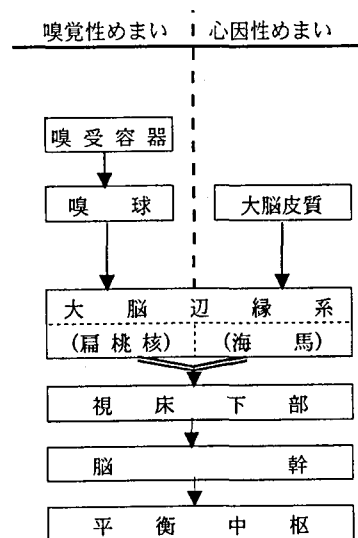 嗅覚性めまい 心因性めまい
嗅受容器
嗅球 大脳皮質
大脳辺縁系
(扁桃核) (海馬)
視床下部
脳幹
平衡中枢